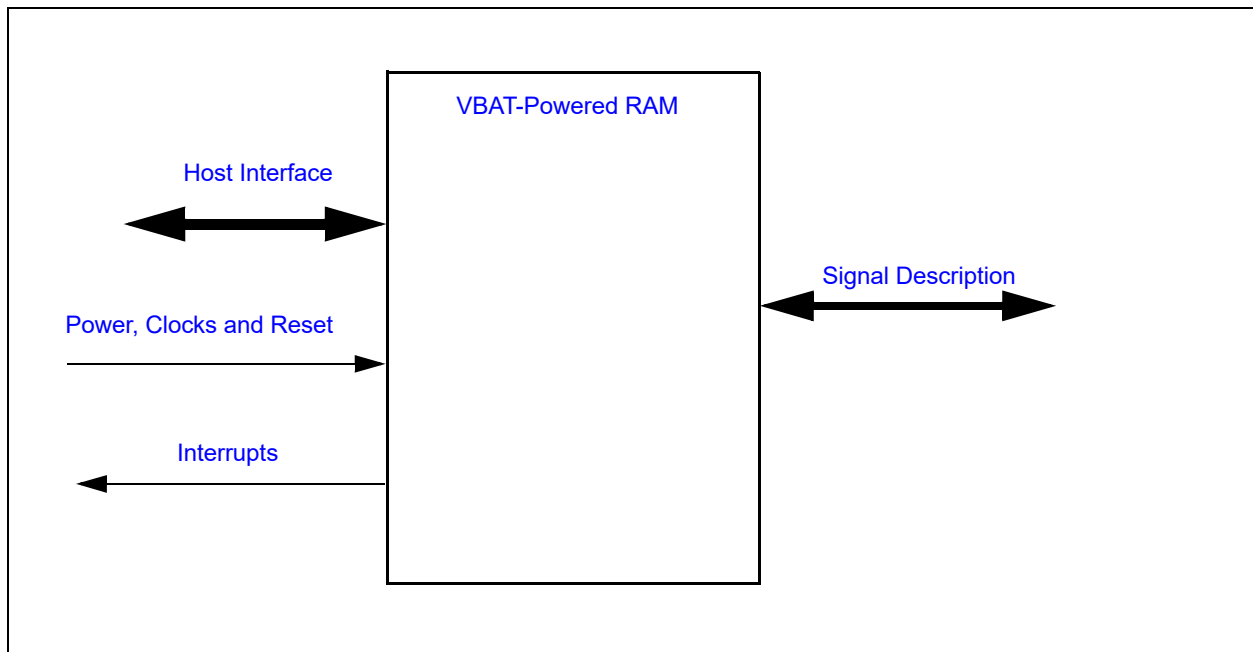 VBAT-Powered RAM
Host Interface
Signal Description
Power, Clocks and Reset
Interrupts